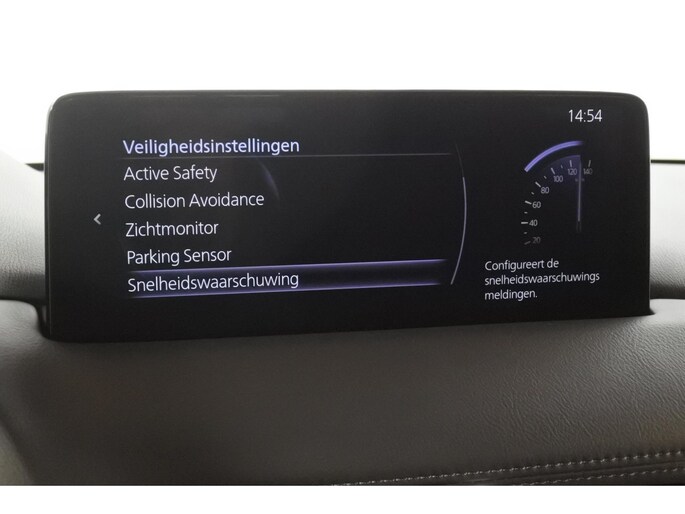 14:54
Veiligheidsinstellingen
Active Safety
Collision Avoidance
Zichtmonitor
Parking Sensor
Snelheidswaarschuwing
140
120
100
80
60
40
20
Configureert de
snelheidswaarschuwings
meldingen.